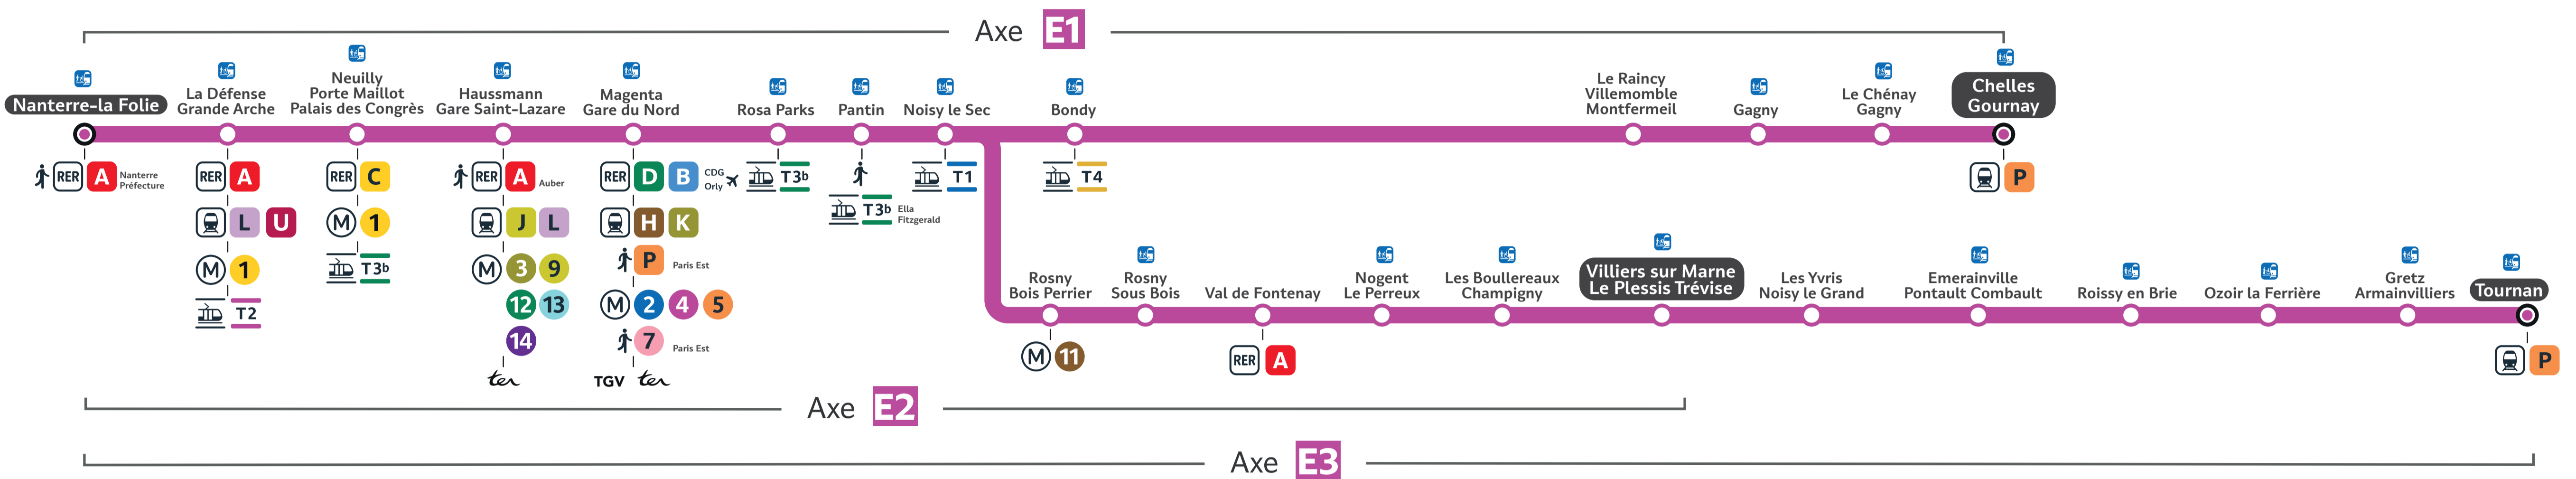 Axe E1
Nanterre-la Folie
La Défense
Grande Arche
Neuilly
Porte Maillot
Palais des Congrès
Haussmann
Gare Saint-Lazare
Magenta
Gare du Nord
Rosa Parks
Pantin
Noisy le Sec
Bondy
Le Raincy
Villemomble
Montfermeil
Gagny
Le Chénay
Gagny
Chelles
Gournay
RER A Nanterre
Préfecture
RER A
L U
M 1
T2
RER C
M 1
T3b
RER A Auber
J L
M 3 9
12 13
14
ter
RER D B CDG
Orly
H K
P Paris Est
M 2 4 5
7 Paris Est
TGV ter
T3b
T3b Ella
Fitzgerald
T1
T4
P
Rosny
Bois Perrier
Rosny
Sous Bois
Val de Fontenay
Nogent
Le Perreux
Les Boullereaux
Champigny
Villiers sur Marne
Le Plessis Trévise
Les Yvris
Noisy le Grand
Emerainville
Pontault Combault
Roissy en Brie
Ozoir la Ferrière
Gretz
Armainvilliers
Tournan
M 11
RER A
P
Axe E2
Axe E3